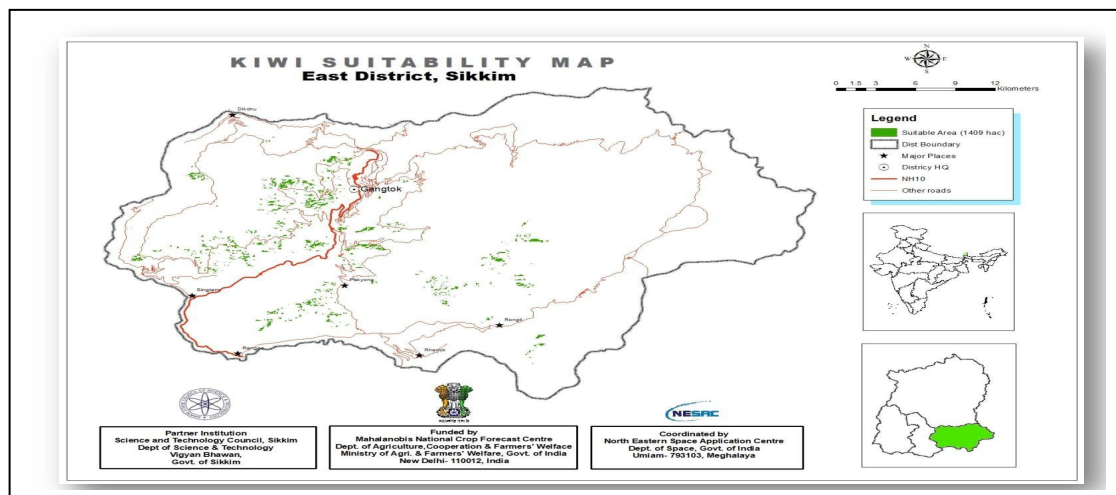 KIWI SUITABILITY MAP
East District, Sikkim
N
W E
S
0 1.5 3 6 9 12
Kilometers
Legend
Suitable Area (1409 hac)
Dist Boundary
Major Places
Districy HQ
NH10
Other roads
Dikchu
Gangtok
Pakyong
Singtam
Rongli
Rangpo
Rhenok
NESAC
Partner Institution
Science and Technology Council, Sikkim
Dept of Science & Technology
Vigyan Bhawan,
Govt. of Sikkim
Funded by
Mahalanobis National Crop Forecast Centre
Dept. of Agriculture,Cooperation & Farmers' Welfare
Ministry of Agri. & Farmers' Welfare, Govt. of India
New Delhi- 110012, India
Coordinated by
North Eastern Space Application Centre
Dept. of Space, Govt. of India
Umiam- 793103, Meghalaya